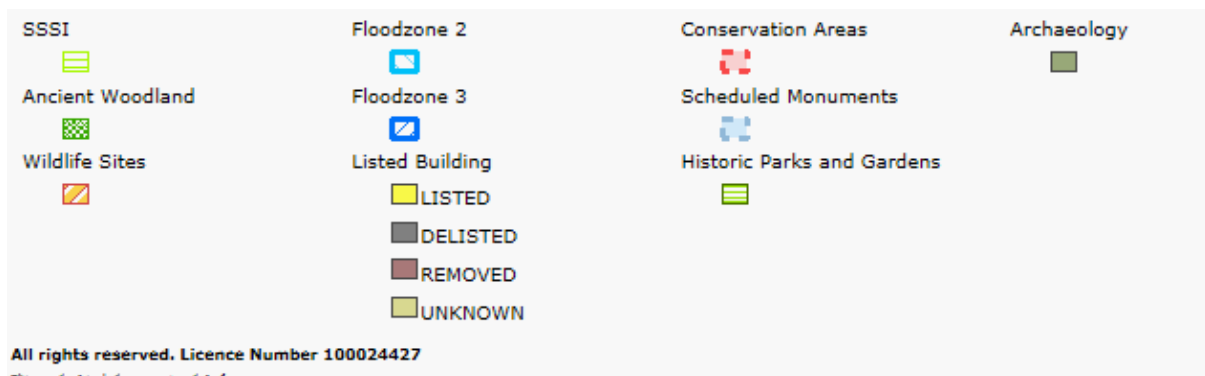 SSSI Floodzone 2 Conservation Areas Archaeology
Ancient Woodland Floodzone 3 Scheduled Monuments
Wildlife Sites Listed Building Historic Parks and Gardens
LISTED
DELISTED
REMOVED
UNKNOWN
All rights reserved. Licence Number 100024427